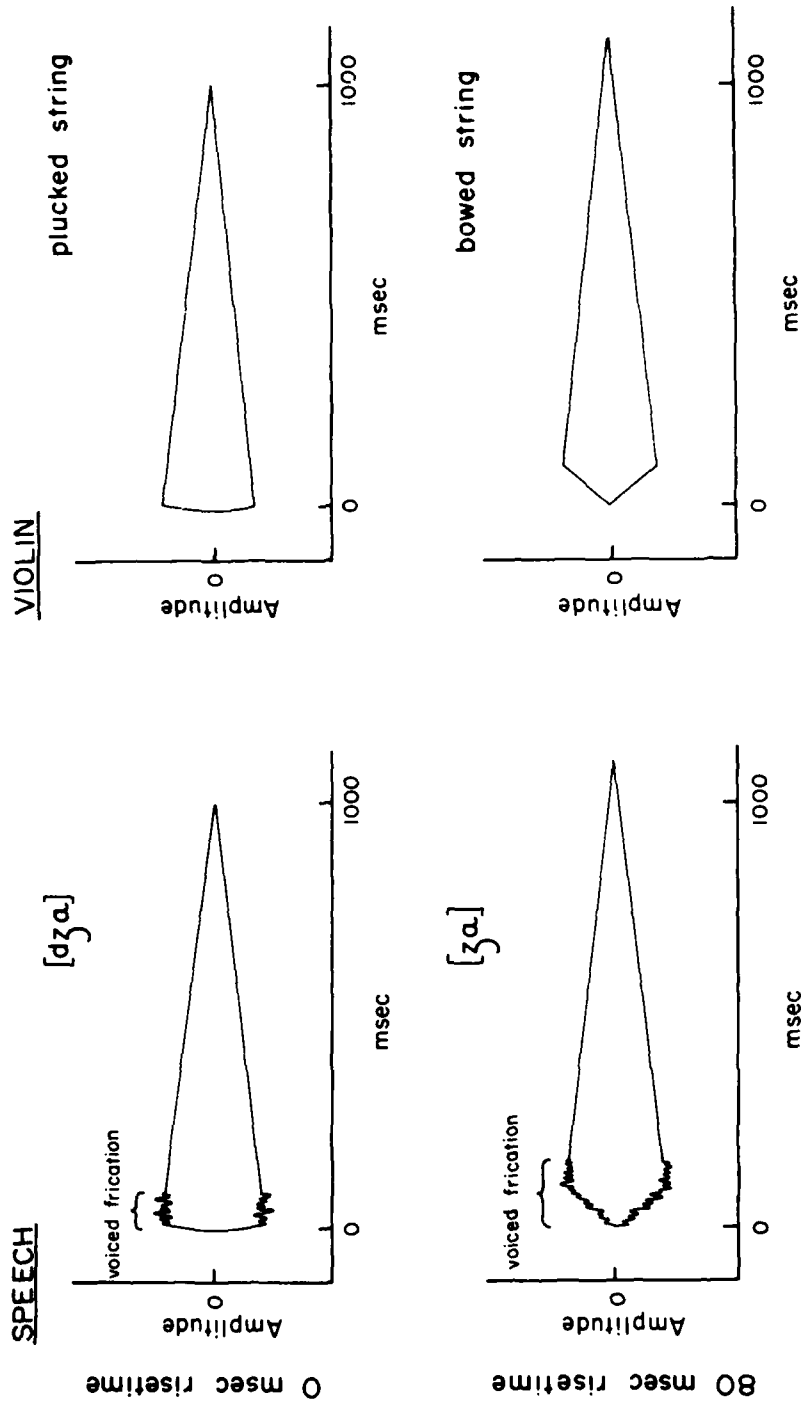 SPEECH
VIOLIN
0 msec risetime
[dʒa]
voiced frication
Amplitude
0
0
1000
msec
plucked string
Amplitude
0
0
1000
msec
80 msec risetime
[ʒa]
voiced frication
Amplitude
0
0
1000
msec
bowed string
Amplitude
0
0
1000
msec